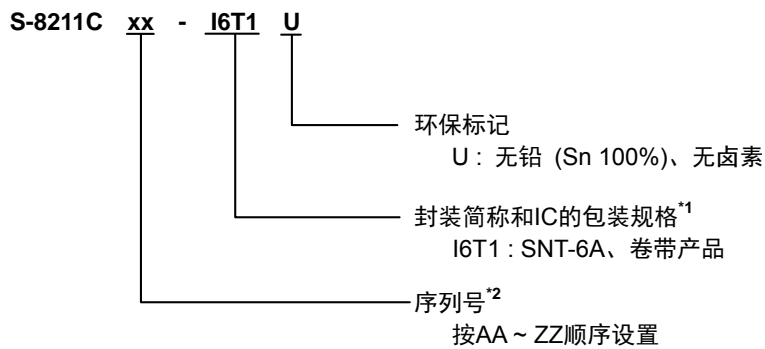 S-8211C xx - I6T1 U
环保标记
U : 无铅 (Sn 100%)、无卤素
封装简称和IC的包装规格*1
I6T1 : SNT-6A、卷带产品
序列号*2
按AA ~ ZZ顺序设置